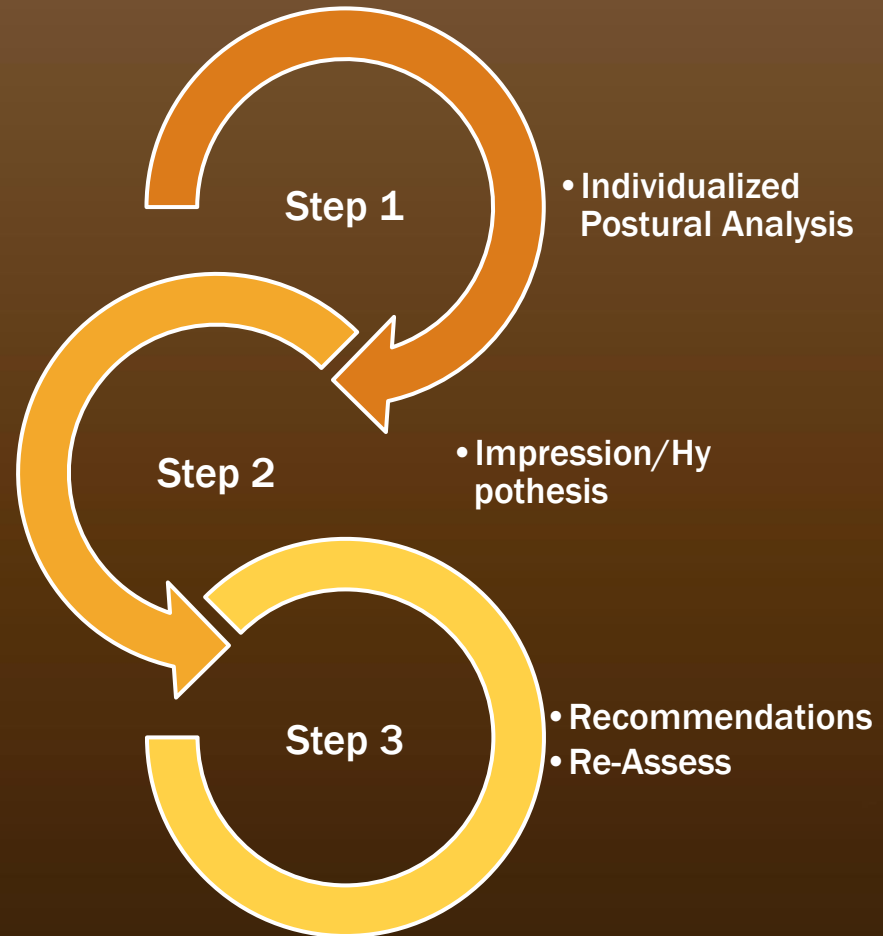 Step 1
• Individualized
Postural Analysis
Step 2
• Impression/Hy
pothesis
Step 3
• Recommendations
• Re-Assess